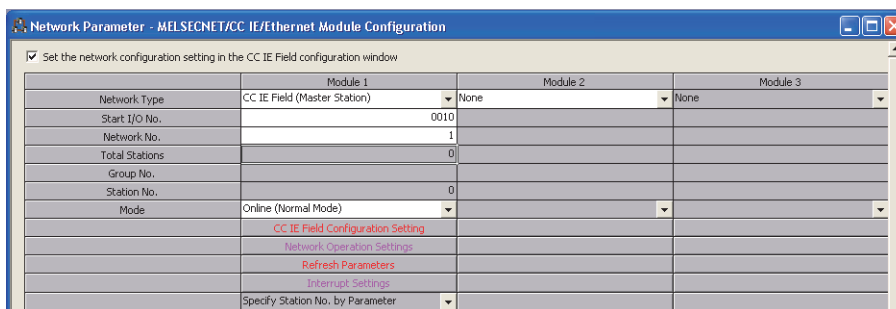 Network Parameter - MELSECNET/CC IE/Ethernet Module Configuration
Set the network configuration setting in the CC IE Field configuration window
Module 1 Module 2 Module 3
Network Type CC IE Field (Master Station) None None
Start I/O No. 0010
Network No. 1
Total Stations 0
Group No.
Station No. 0
Mode Online (Normal Mode)
CC IE Field Configuration Setting
Network Operation Settings
Refresh Parameters
Interrupt Settings
Specify Station No. by Parameter